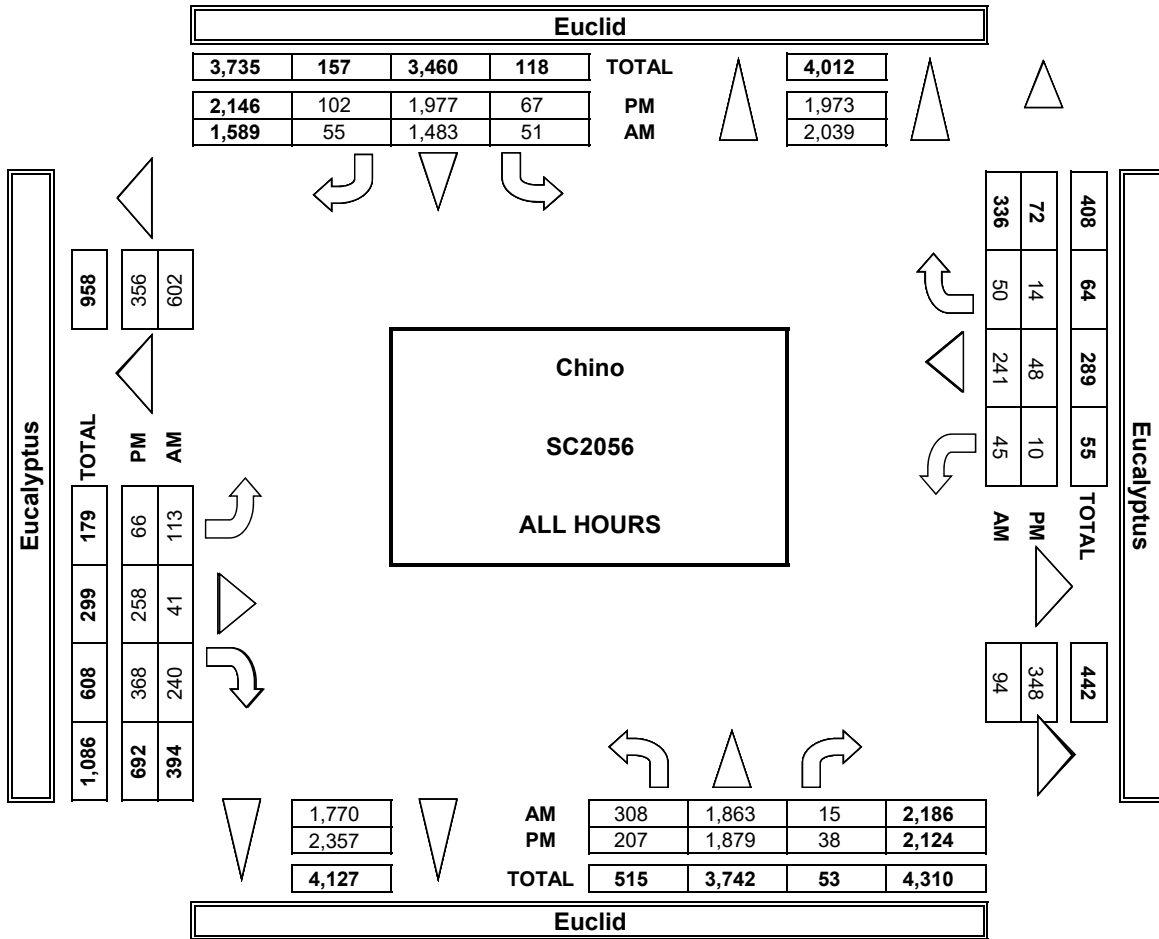 Euclid
3,735 157 3,460 118 TOTAL 4,012
2,146 102 1,977 67 PM 1,973
1,589 55 1,483 51 AM 2,039
Eucalyptus
958 356 602
TOTAL PM AM
179 66 113
299 258 41
608 368 240
1,086 692 394
Chino
SC2056
ALL HOURS
336 72 408
50 14 64
241 48 289
45 10 55
AM PM TOTAL
94 348 442
Eucalyptus
1,770 AM 308 1,863 15 2,186
2,357 PM 207 1,879 38 2,124
4,127 TOTAL 515 3,742 53 4,310
Euclid